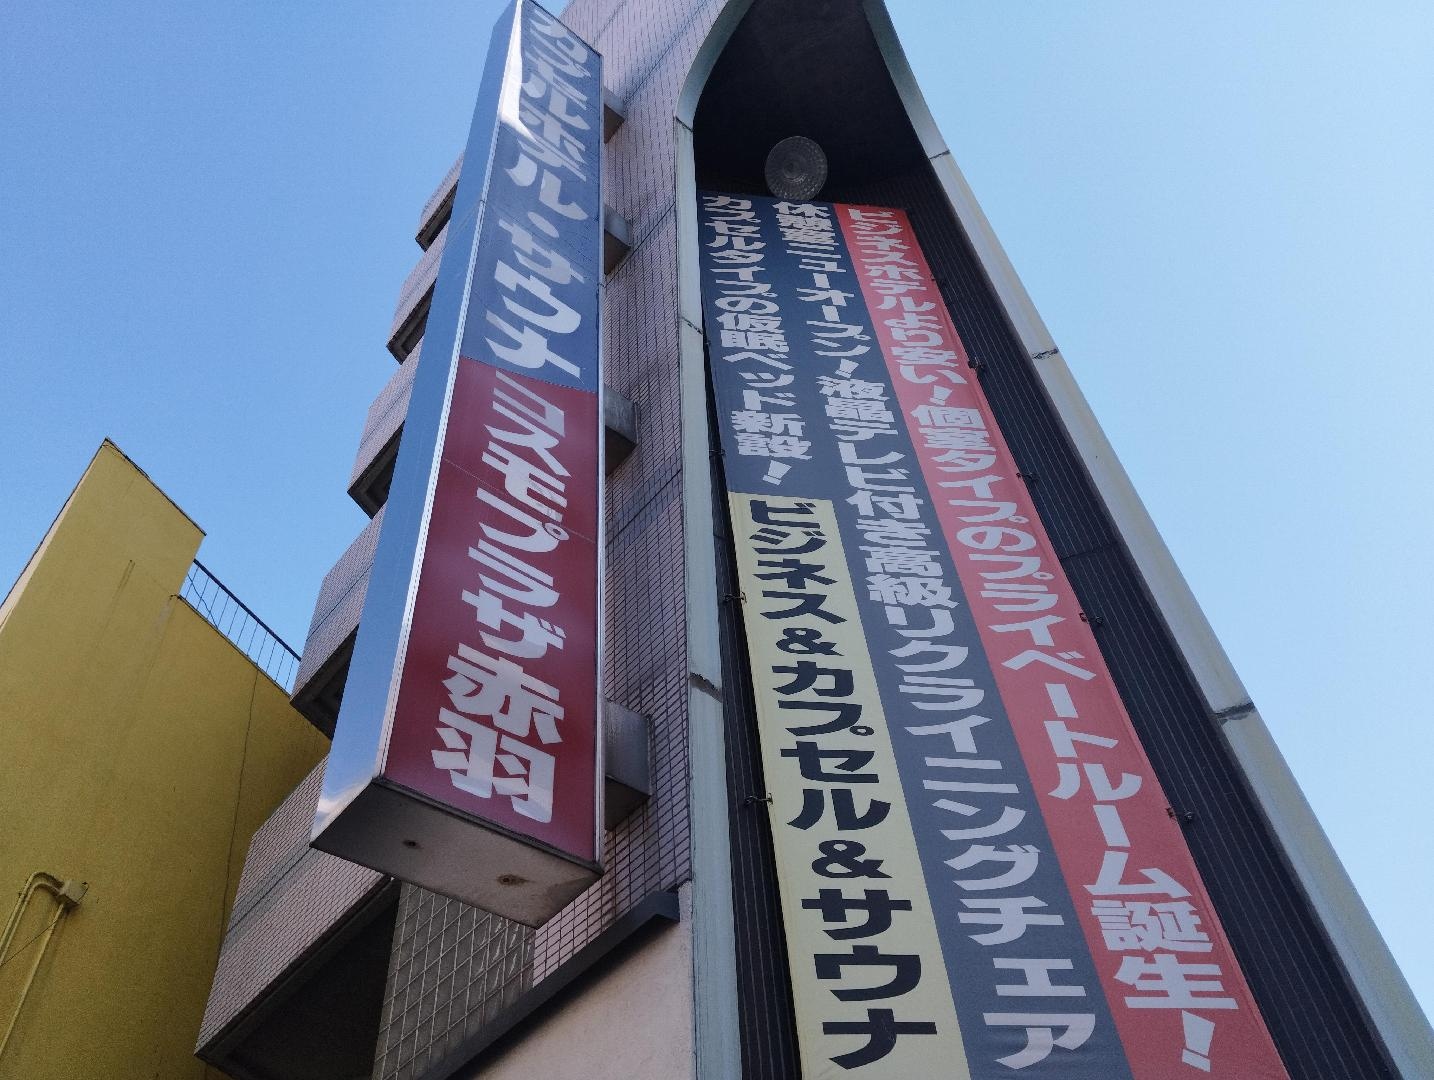 カプセルホテル・サウナ
コスモプラザ赤羽
ビジネスホテルより安い！個室タイプのプライベートルーム誕生！
休憩室ニューオープン！液晶テレビ付き高級リクライニングチェア
カプセルタイプの仮眠ベッド新設！
ビジネス&カプセル&サウナ